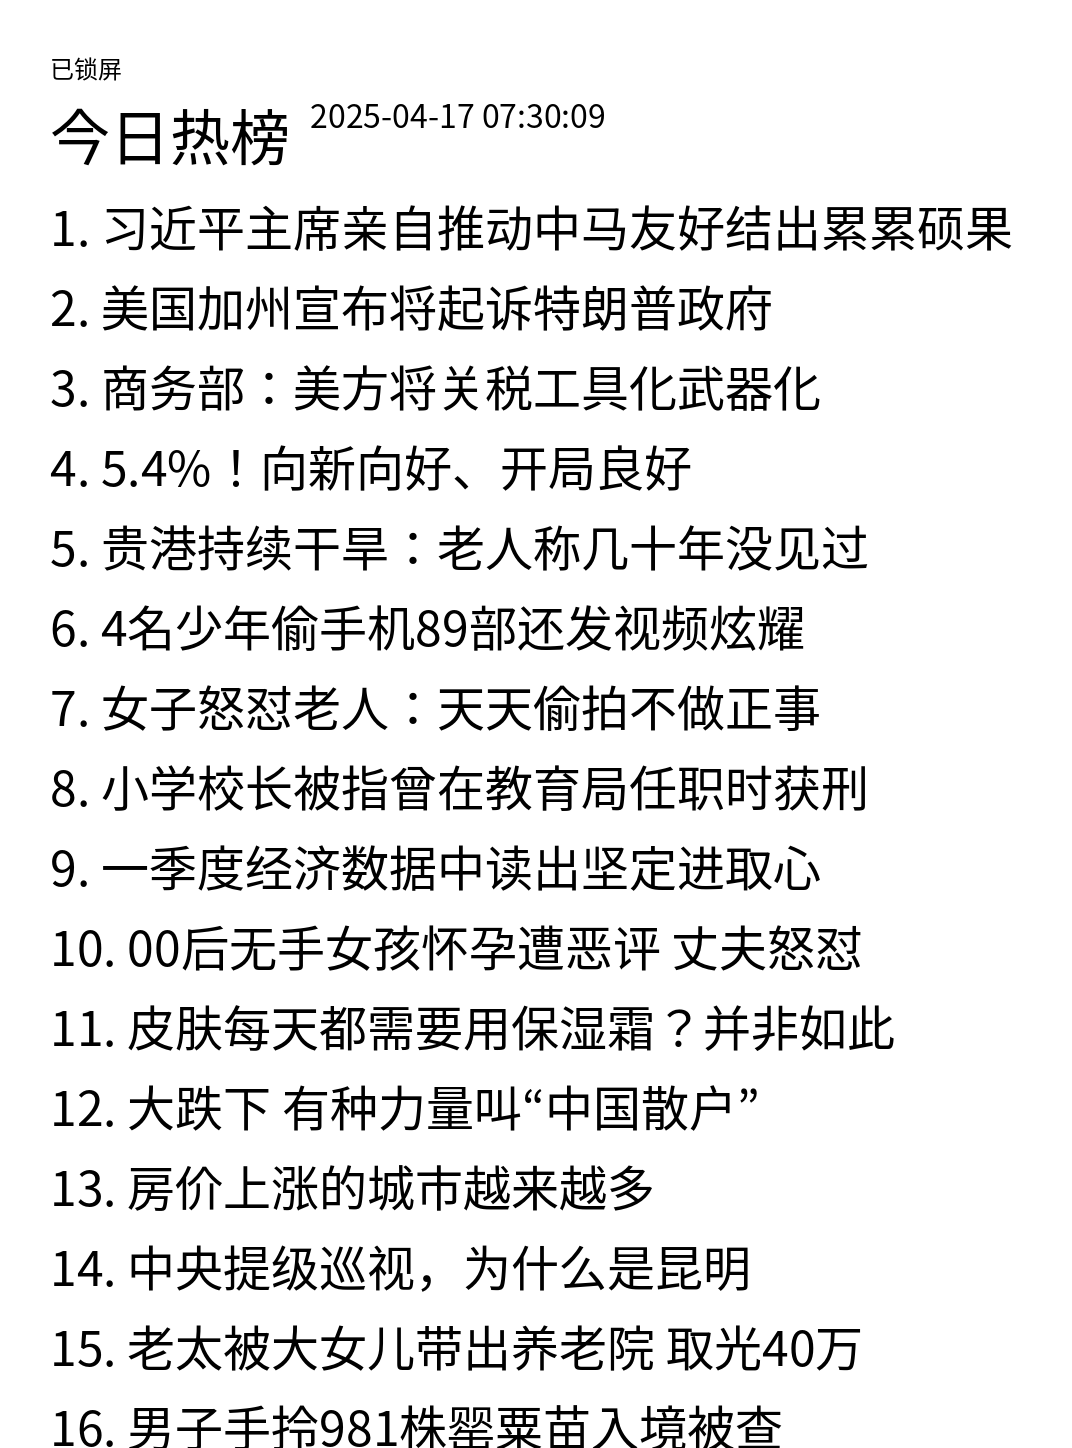 已锁屏
今日热榜 2025-04-17 07:30:09
1. 习近平主席亲自推动中马友好结出累累硕果
2. 美国加州宣布将起诉特朗普政府
3. 商务部：美方将关税工具化武器化
4. 5.4%！向新向好、开局良好
5. 贵港持续干旱：老人称几十年没见过
6. 4名少年偷手机89部还发视频炫耀
7. 女子怒怼老人：天天偷拍不做正事
8. 小学校长被指曾在教育局任职时获刑
9. 一季度经济数据中读出坚定进取心
10. 00后无手女孩怀孕遭恶评 丈夫怒怼
11. 皮肤每天都需要用保湿霜？并非如此
12. 大跌下 有种力量叫“中国散户”
13. 房价上涨的城市越来越多
14. 中央提级巡视，为什么是昆明
15. 老太被大女儿带出养老院 取光40万
16. 男子手拎981株罂粟苗入境被查